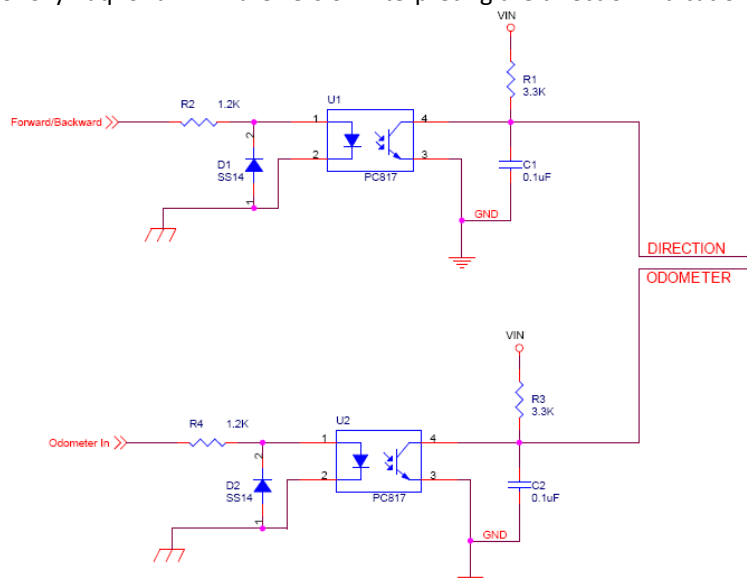 VIN
R1
3.3K
R2 1.2K
U1
Forward/Backward
1
4
2
D1
SS14
2
3
PC817
C1
0.1uF
1
GND
DIRECTION
ODOMETER
VIN
R3
3.3K
R4 1.2K
U2
Odometer In
1
4
2
D2
SS14
2
3
PC817
C2
0.1uF
1
GND